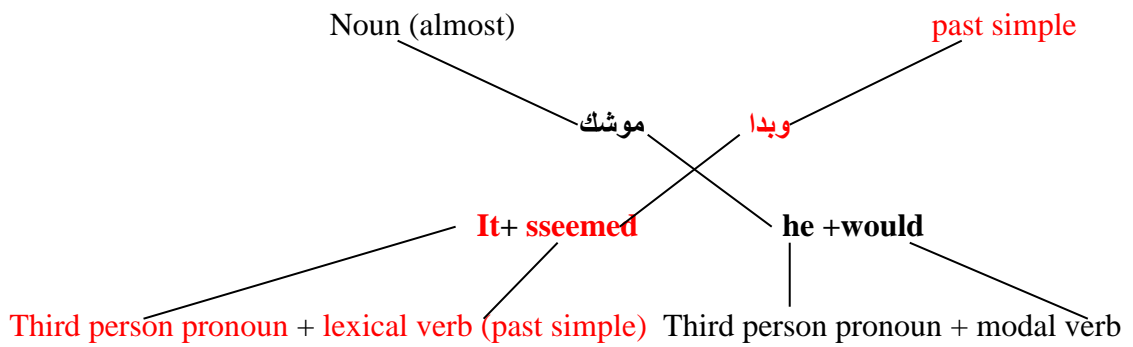 Noun (almost) past simple
وبدا موشك
It+ sseemed he +would
Third person pronoun + lexical verb (past simple) Third person pronoun + modal verb